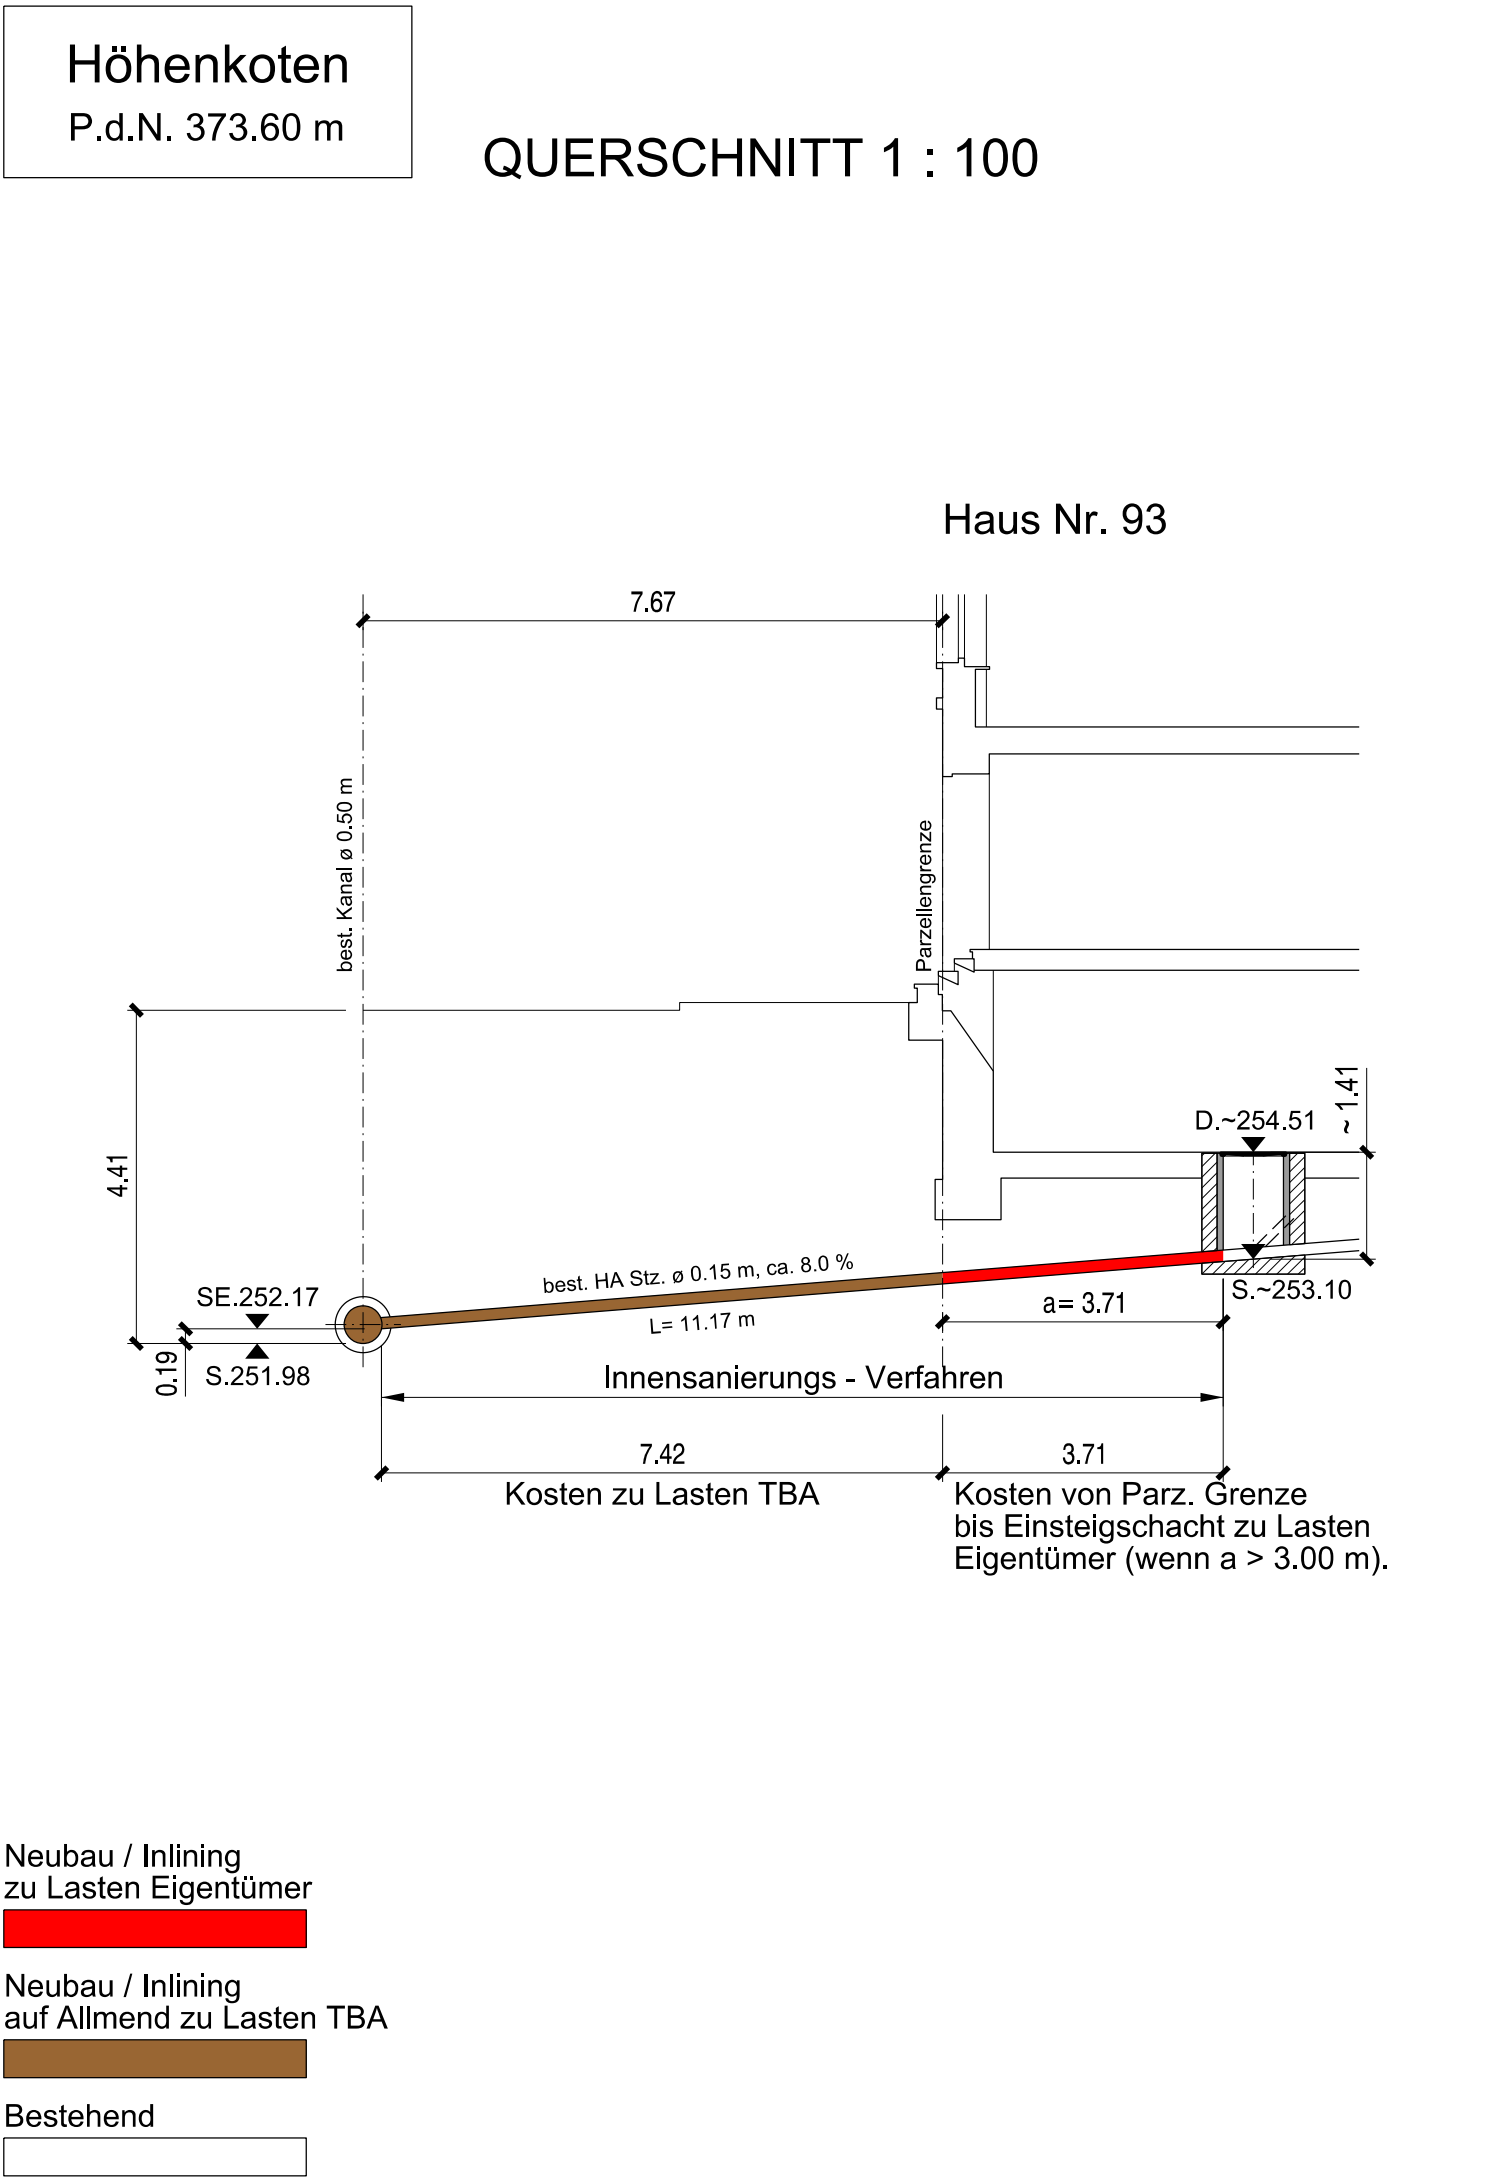 Höhenkoten
P.d.N. 373.60 m
QUERSCHNITT 1 : 100
Haus Nr. 93
7.67
best. Kanal ø 0.50 m
Parzellengrenze
4.41
D.~254.51
~ 1.41
best. HA Stz. ø 0.15 m, ca. 8.0 %
L= 11.17 m
SE.252.17
S.251.98
0.19
a= 3.71
S.~253.10
Innensanierungs - Verfahren
7.42
3.71
Kosten zu Lasten TBA
Kosten von Parz. Grenze
bis Einsteigschacht zu Lasten
Eigentümer (wenn a > 3.00 m).
Neubau / Inlining
zu Lasten Eigentümer
Neubau / Inlining
auf Allmend zu Lasten TBA
Bestehend